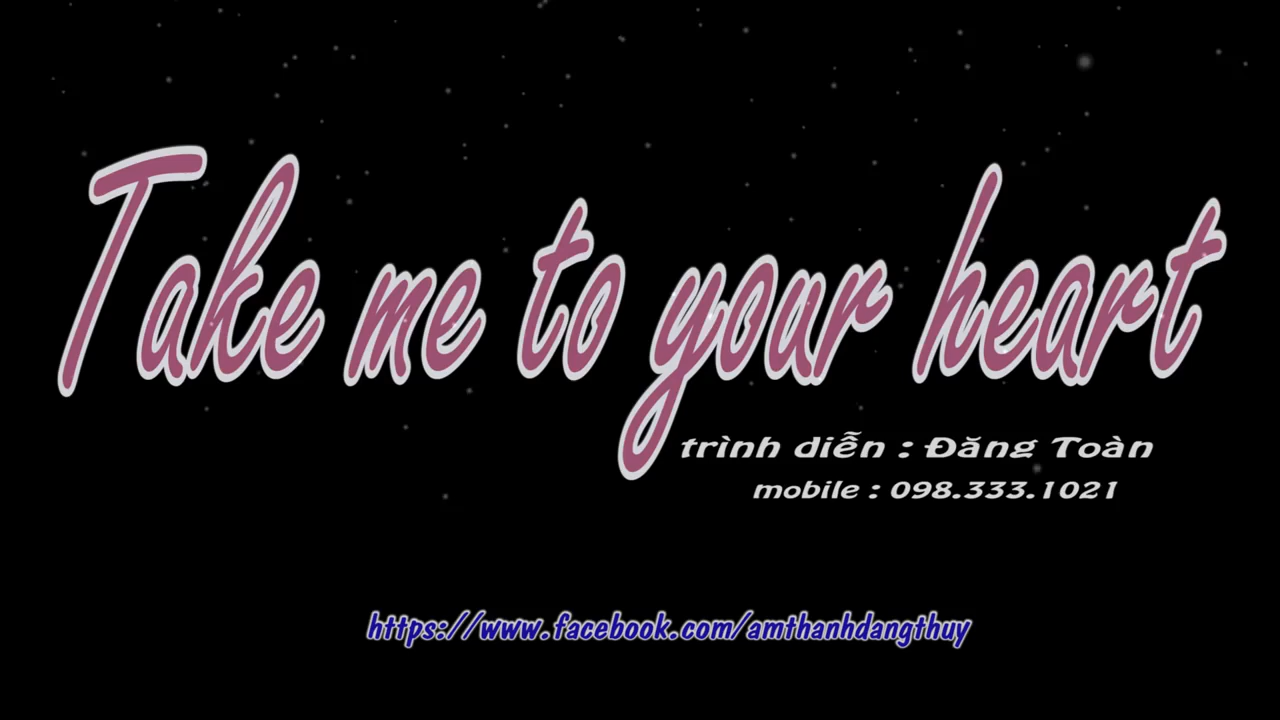 Take me to your heart
trình diễn : Đăng Toàn
mobile : 098.333.1021
https://www.facebook.com/amthanhdangthuy